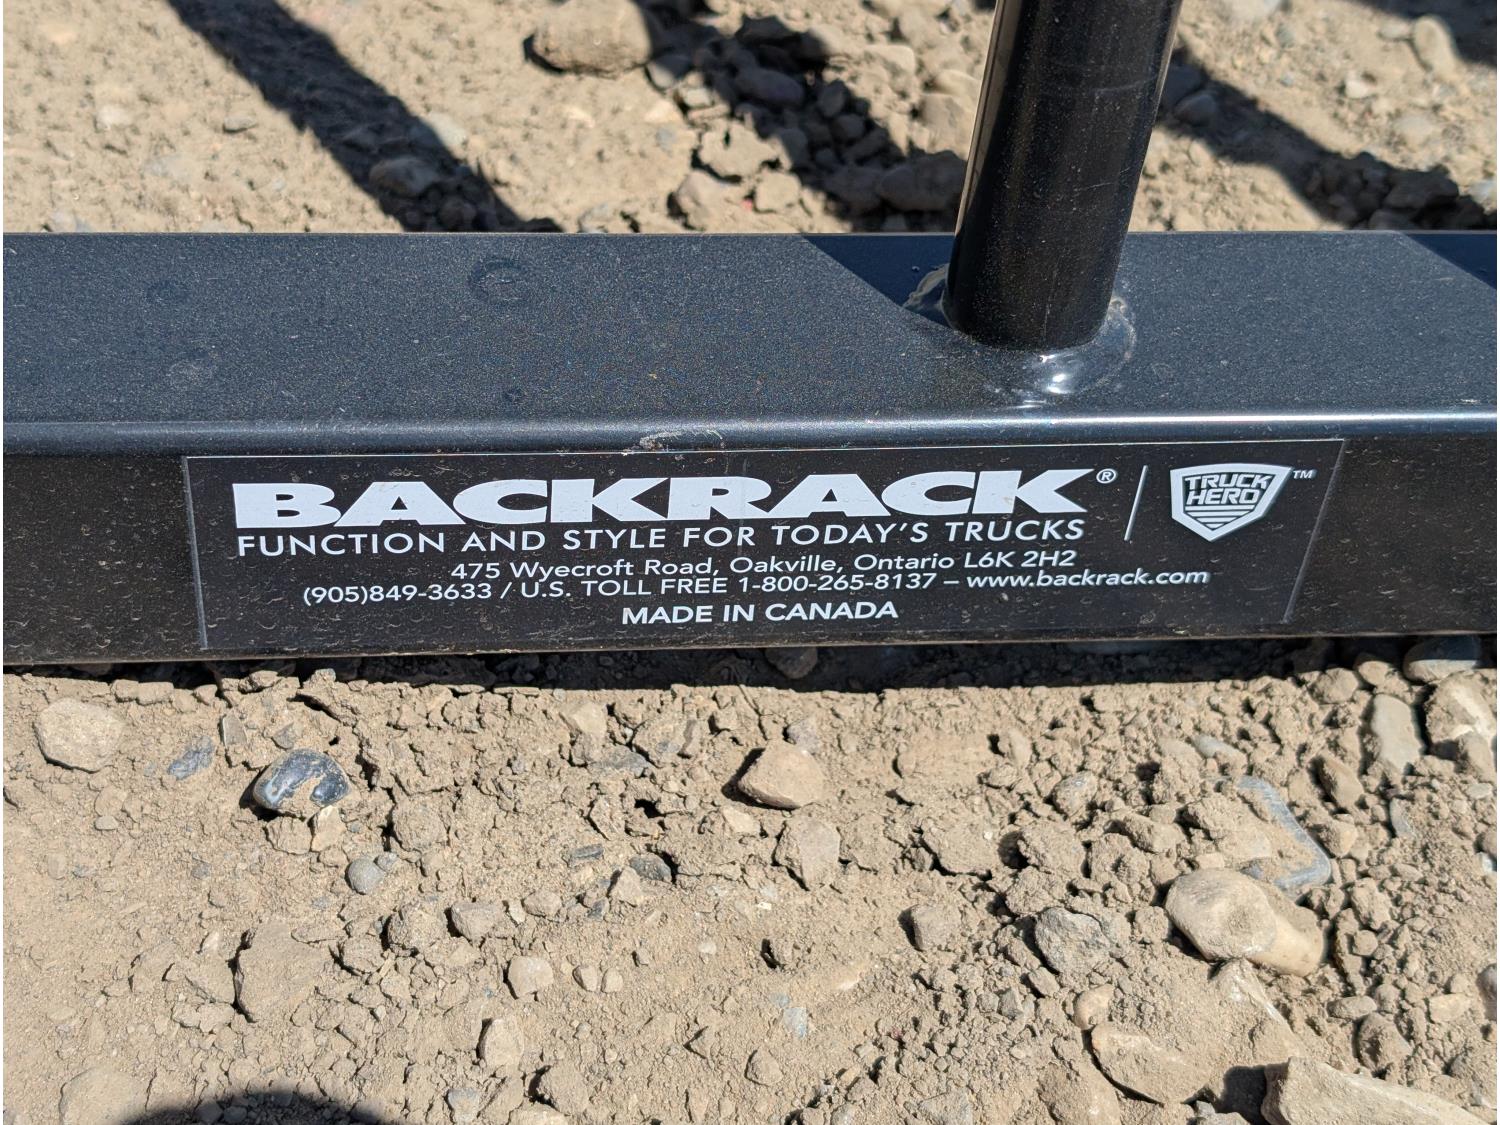 BACKRACK® | TRUCK HERO™
FUNCTION AND STYLE FOR TODAY'S TRUCKS
475 Wyecroft Road, Oakville, Ontario L6K 2H2
(905)849-3633 / U.S. TOLL FREE 1-800-265-8137 – www.backrack.com
MADE IN CANADA